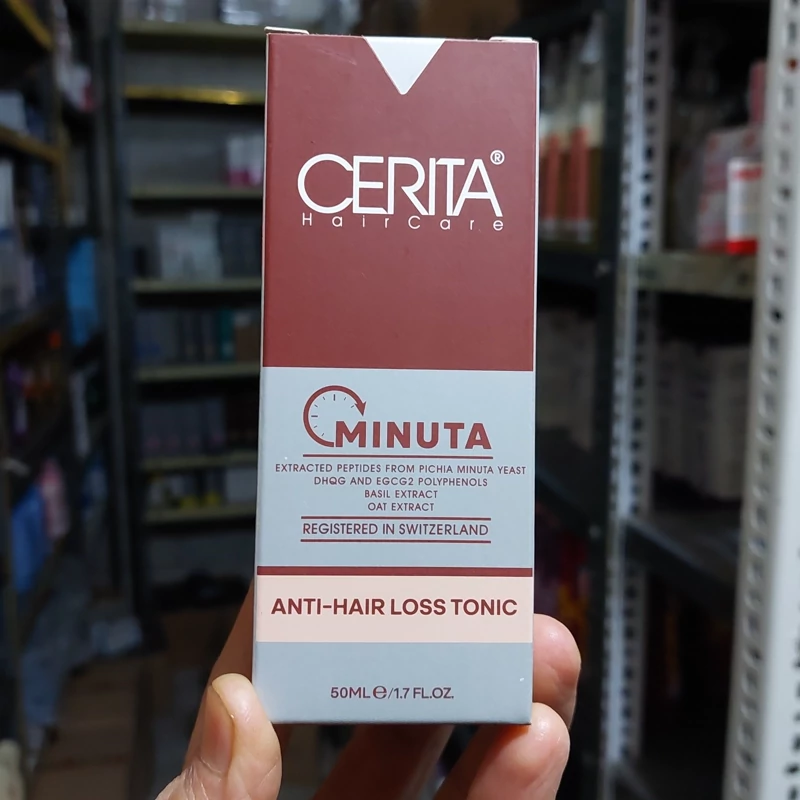 CERITA®
HairCare
MINUTA
EXTRACTED PEPTIDES FROM PICHIA MINUTA YEAST
DHQG AND EGCG2 POLYPHENOLS
BASIL EXTRACT
OAT EXTRACT
REGISTERED IN SWITZERLAND
ANTI-HAIR LOSS TONIC
50ML℮/1.7 FL.OZ.